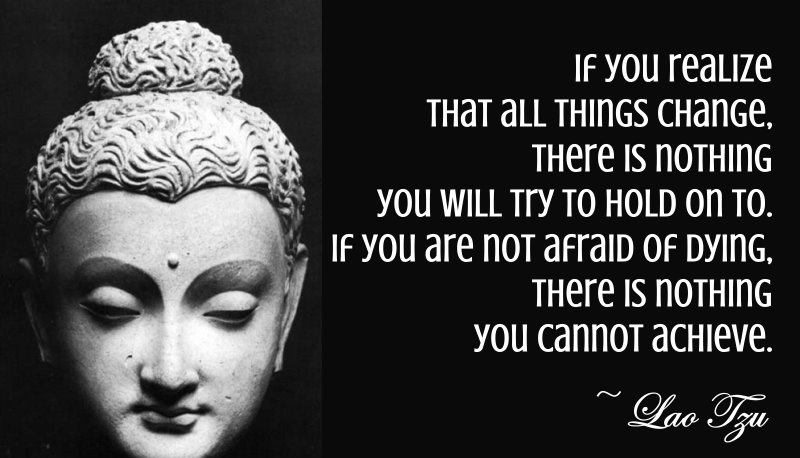 If you realize
that all things change,
there is nothing
you will try to hold on to.
If you are not afraid of dying,
there is nothing
you cannot achieve.
~ Lao Tzu